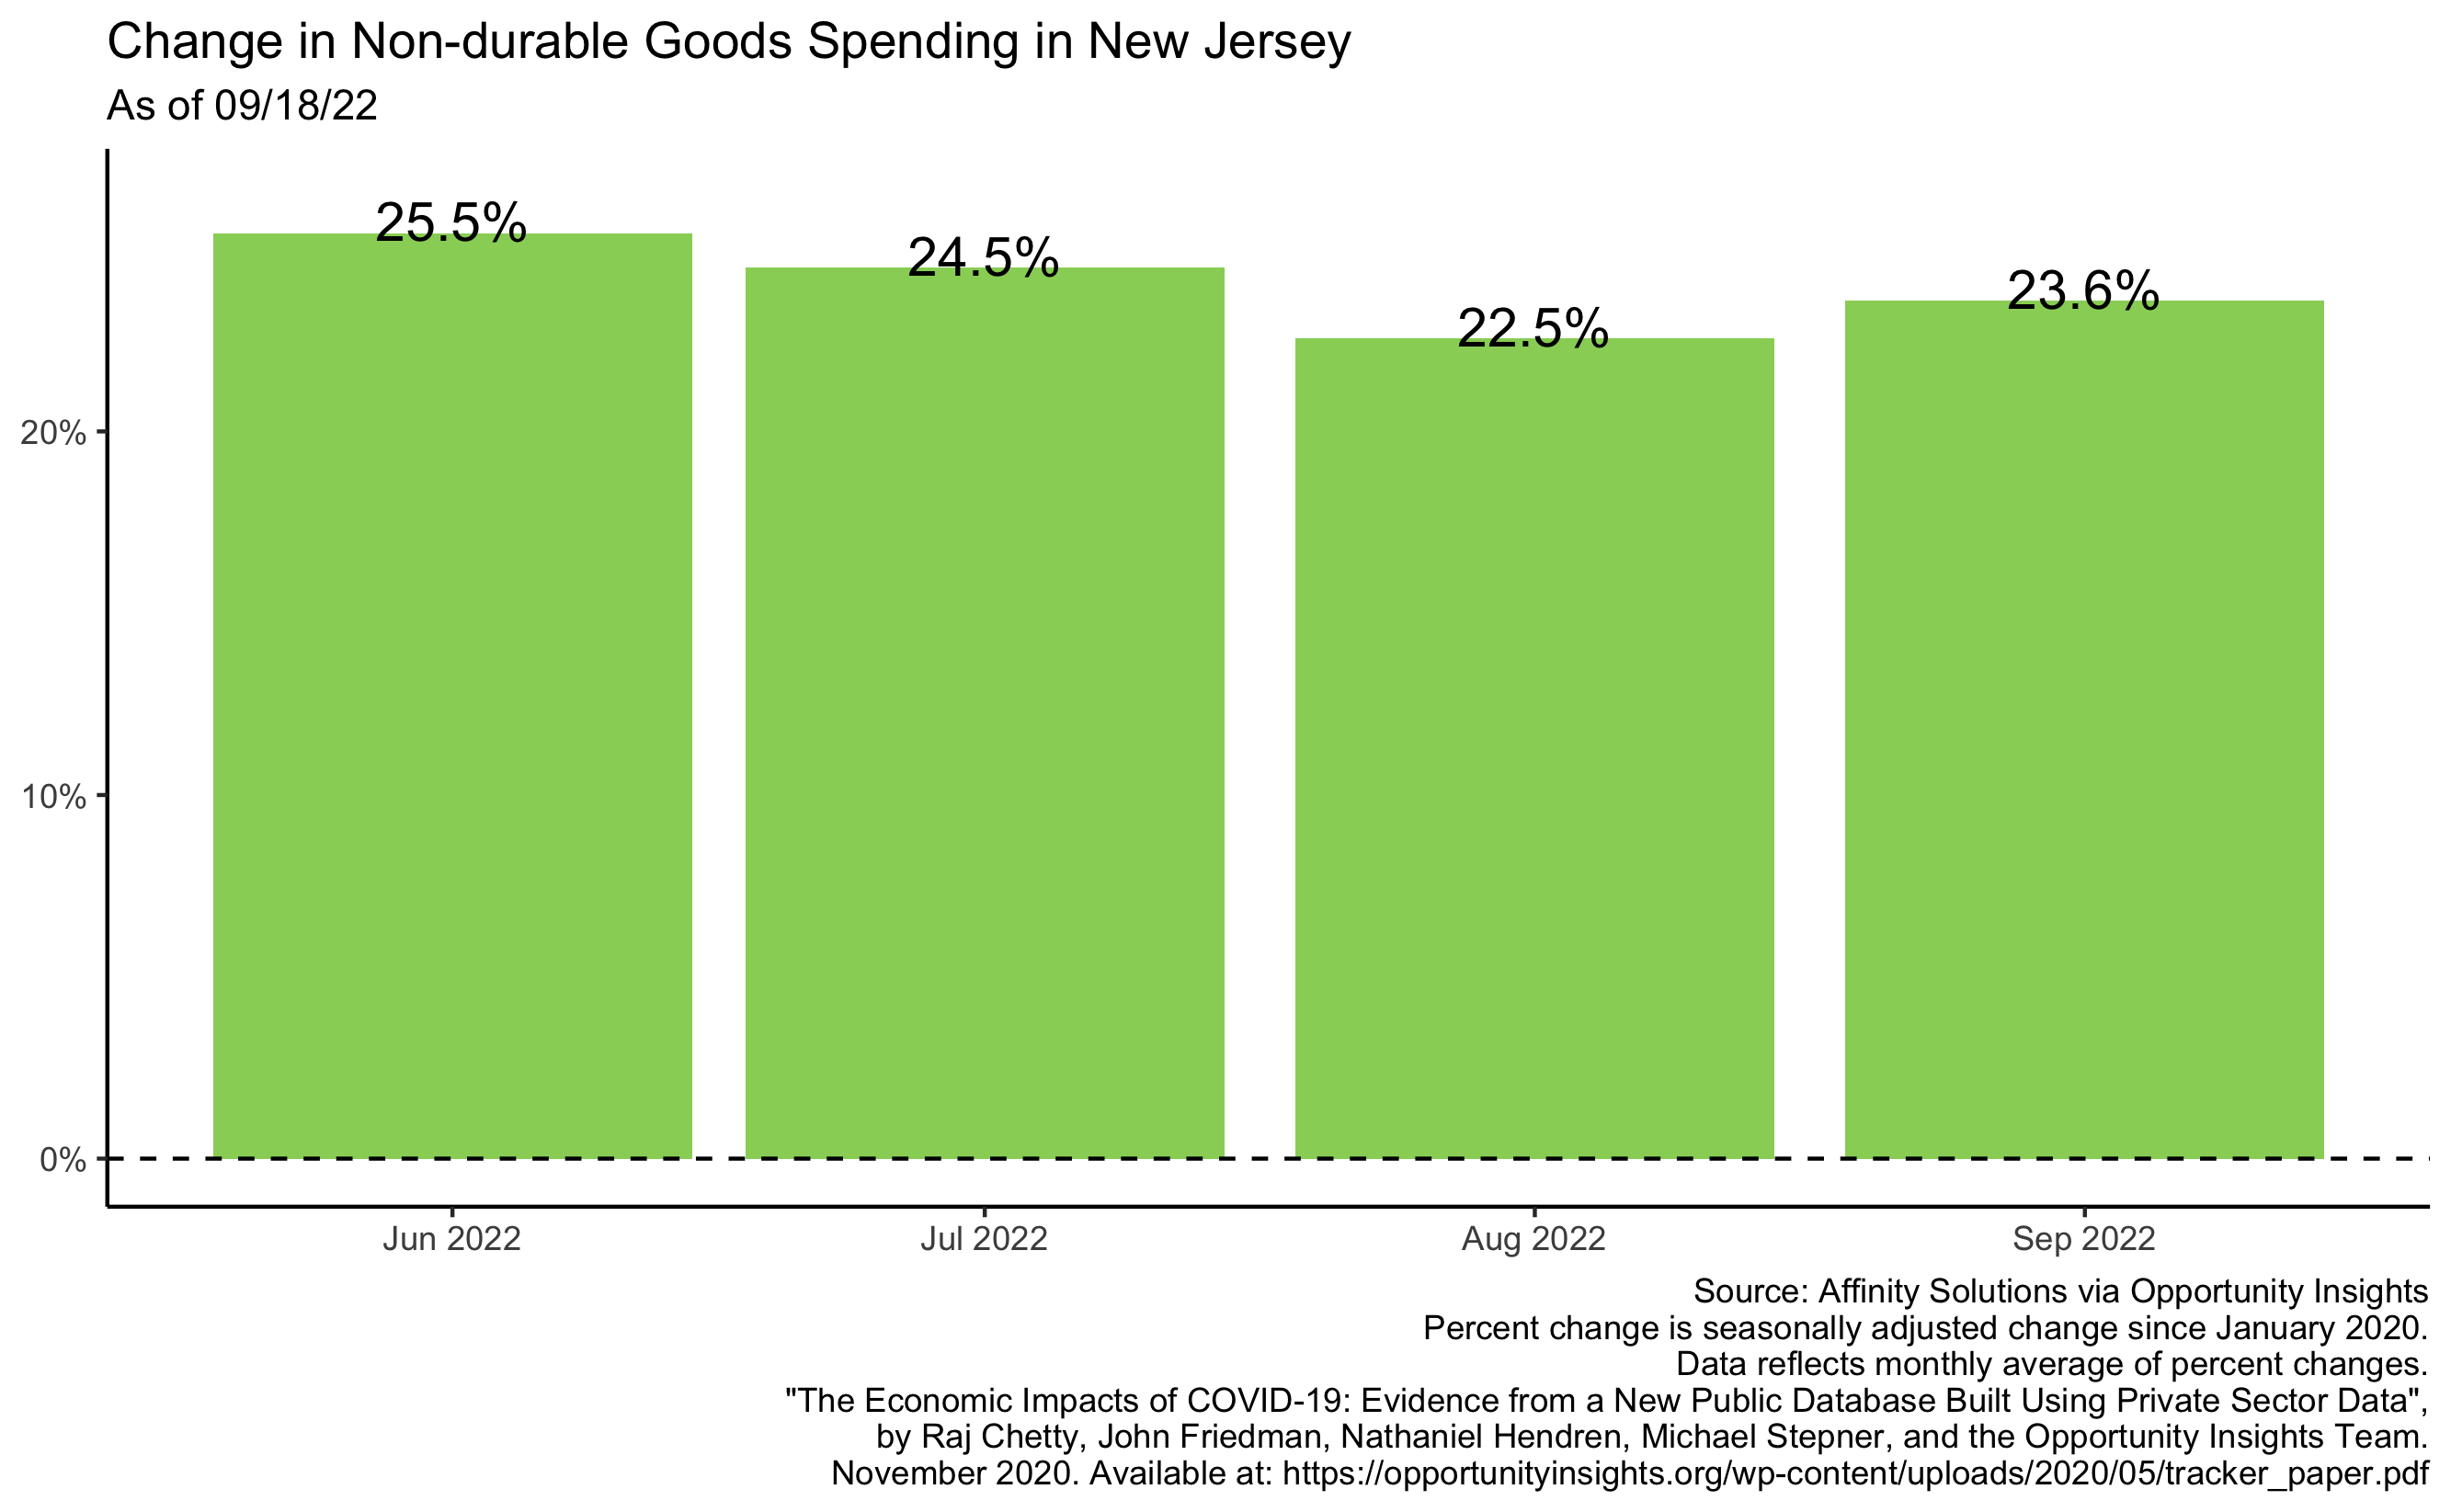 Change in Non-durable Goods Spending in New Jersey
As of 09/18/22
25.5%
24.5%
22.5%
23.6%
20%
10%
0%
Jun 2022
Jul 2022
Aug 2022
Sep 2022
Source: Affinity Solutions via Opportunity Insights
Percent change is seasonally adjusted change since January 2020.
Data reflects monthly average of percent changes.
"The Economic Impacts of COVID-19: Evidence from a New Public Database Built Using Private Sector Data",
by Raj Chetty, John Friedman, Nathaniel Hendren, Michael Stepner, and the Opportunity Insights Team.
November 2020. Available at: https://opportunityinsights.org/wp-content/uploads/2020/05/tracker_paper.pdf